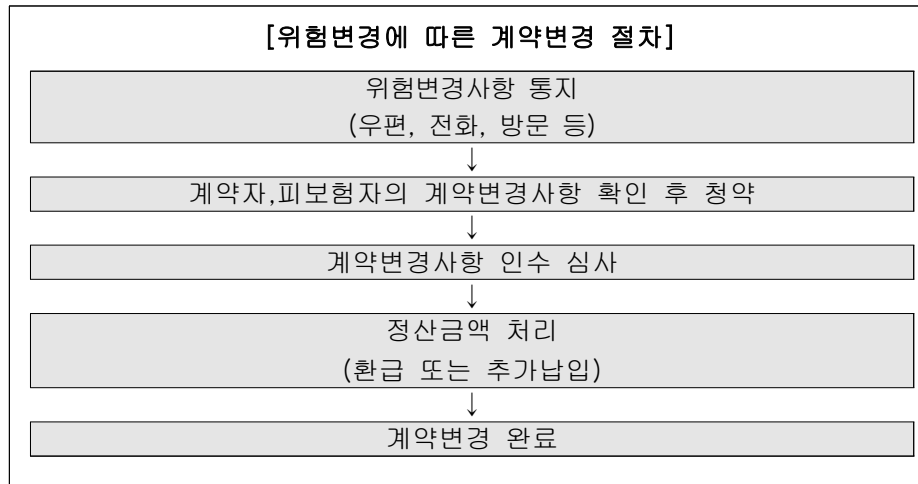 [위험변경에 따른 계약변경 절차]
위험변경사항 통지
(우편, 전화, 방문 등)
↓
계약자,피보험자의 계약변경사항 확인 후 청약
↓
계약변경사항 인수 심사
↓
정산금액 처리
(환급 또는 추가납입)
↓
계약변경 완료